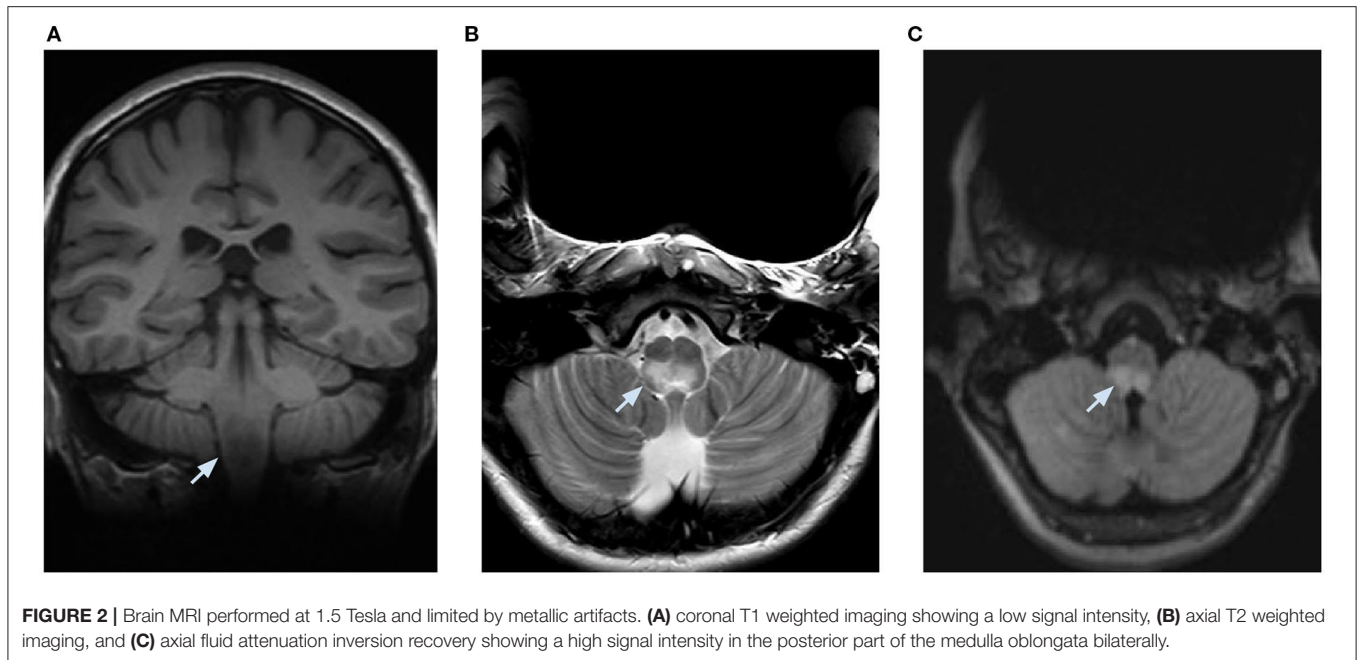 A
B
C
FIGURE 2 | Brain MRI performed at 1.5 Tesla and limited by metallic artifacts. (A) coronal T1 weighted imaging showing a low signal intensity, (B) axial T2 weighted
imaging, and (C) axial fluid attenuation inversion recovery showing a high signal intensity in the posterior part of the medulla oblongata bilaterally.